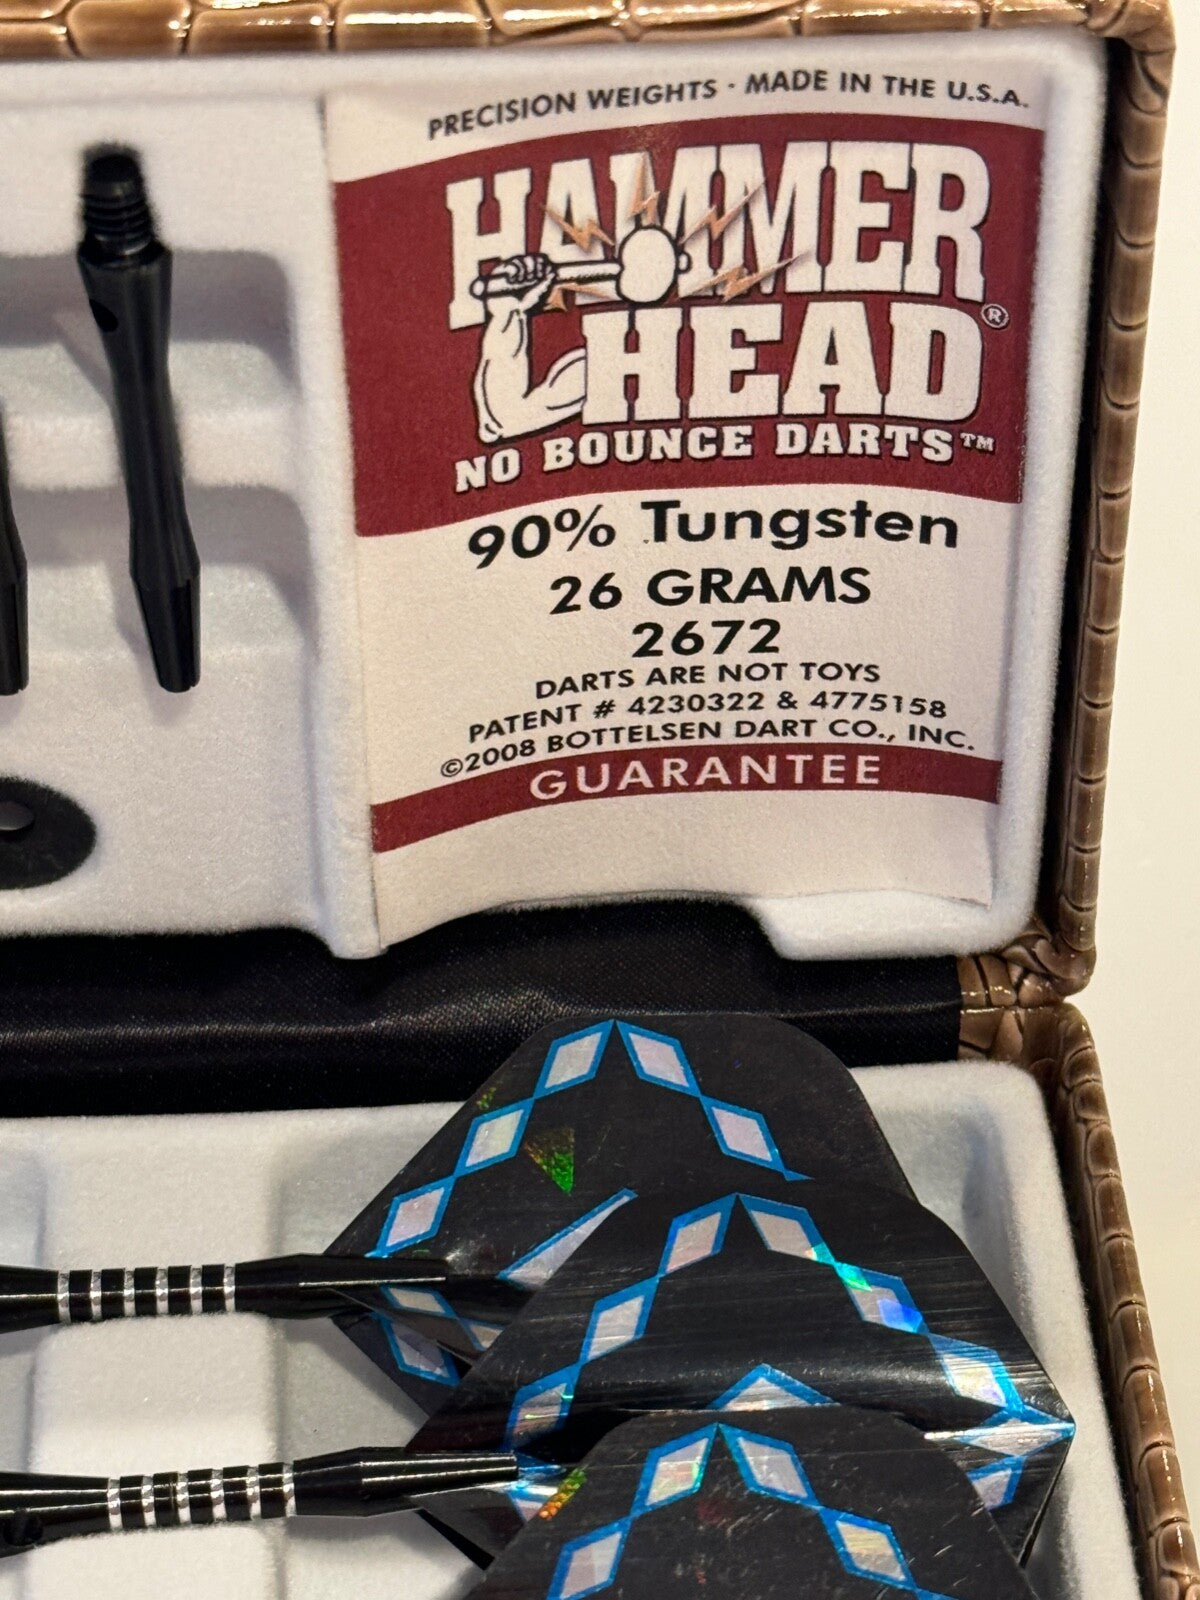 PRECISION WEIGHTS · MADE IN THE U.S.A.
HAMMER
HEAD®
NO BOUNCE DARTS™
90% Tungsten
26 GRAMS
2672
DARTS ARE NOT TOYS
PATENT # 4230322 & 4775158
©2008 BOTTELSEN DART CO., INC.
GUARANTEE